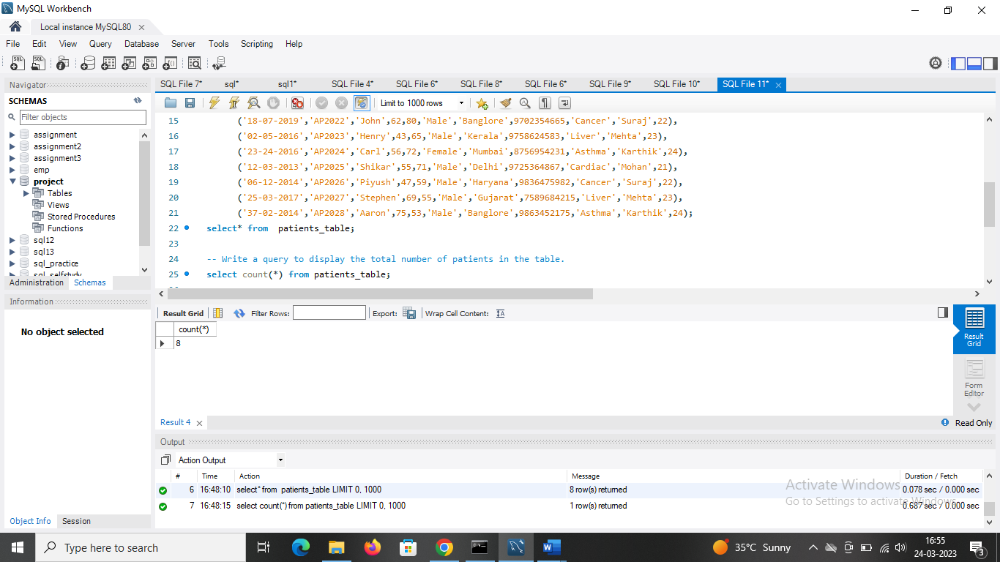 MySQL Workbench
Local instance MySQL80
File Edit View Query Database Server Tools Scripting Help
Navigator
SCHEMAS
Filter objects
assignment
assignment2
assignment3
emp
project
Tables
Views
Stored Procedures
Functions
sql12
sql13
sql_practice
sql_selfstudy
Administration Schemas
Information
No object selected
Object Info Session
SQL File 7* sql* sql1* SQL File 4* SQL File 6* SQL File 8* SQL File 6* SQL File 9* SQL File 10* SQL File 11*
Limit to 1000 rows
15 ('18-07-2019','AP2022','John',62,80,'Male','Banglore',9702354665,'Cancer','Suraj',22),
16 ('02-05-2016','AP2023','Henry',43,65,'Male','Kerala',9758624583,'Liver','Mehta',23),
17 ('23-24-2016','AP2024','Carl',56,72,'Female','Mumbai',8756954231,'Asthma','Karthik',24),
18 ('12-03-2013','AP2025','Shikar',55,71,'Male','Delhi',9725364867,'Cardiac','Mohan',21),
19 ('06-12-2014','AP2026','Piyush',47,59,'Male','Haryana',9836475982,'Cancer','Suraj',22),
20 ('25-03-2017','AP2027','Stephen',69,55,'Male','Gujarat',7589684215,'Liver','Mehta',23),
21 ('37-02-2014','AP2028','Aaron',75,53,'Male','Banglore',9863452175,'Asthma','Karthik',24);
22 select* from patients_table;
23
24 -- Write a query to display the total number of patients in the table.
25 select count(*) from patients_table;
Result Grid Filter Rows: Export: Wrap Cell Content:
count(*)
8
Result Grid
Form Editor
Result 4
Read Only
Output
Action Output
# Time Action Message Duration / Fetch
6 16:48:10 select* from patients_table LIMIT 0, 1000 8 row(s) returned 0.078 sec / 0.000 sec
7 16:48:15 select count(*) from patients_table LIMIT 0, 1000 1 row(s) returned 0.687 sec / 0.000 sec
Activate Windows
Go to Settings to activate Windows.
Type here to search
35°C Sunny
16:55
24-03-2023
3